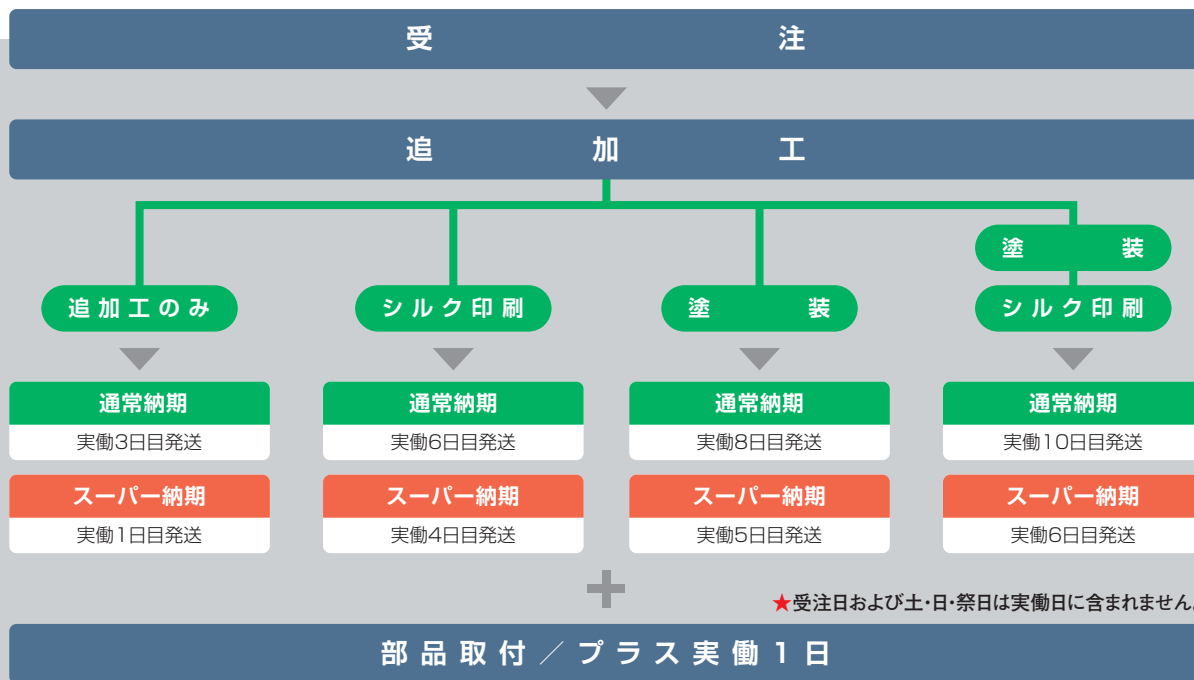 受注
追加工
塗装
追加工のみ
シルク印刷
塗装
シルク印刷
通常納期
実働3日目発送
スーパー納期
実働1日目発送
通常納期
実働6日目発送
スーパー納期
実働4日目発送
通常納期
実働8日目発送
スーパー納期
実働5日目発送
通常納期
実働10日目発送
スーパー納期
実働6日目発送
★受注日および土・日・祭日は実働日に含まれません。
部品取付／プラス実働1日